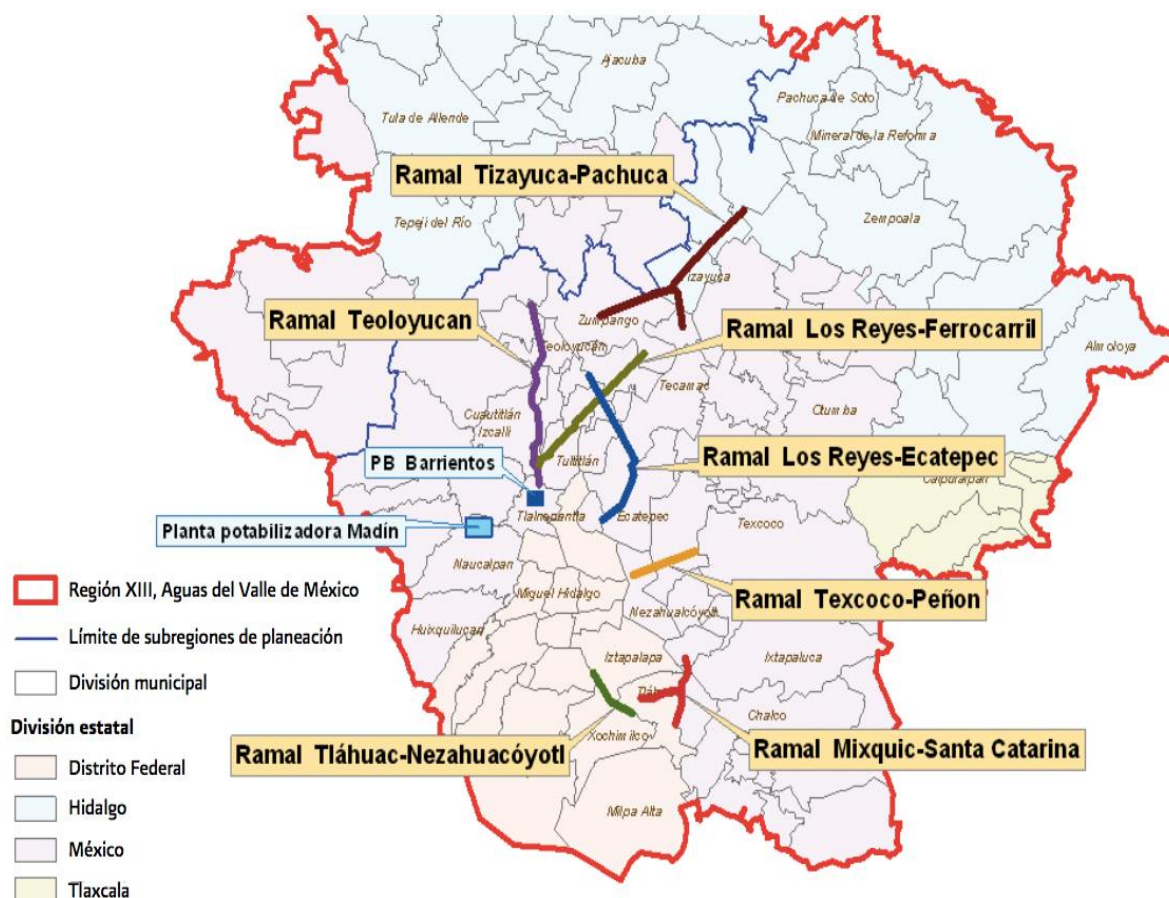 Ajacuba
Pachuca de Soto
Tula de Allende
Mineral de la Reforma
Ramal Tizayuca-Pachuca
Tepeji del Río
Zempoala
Tizayuca
Ramal Teoloyucan
Zumpango
Ramal Los Reyes-Ferrocarril
Teoloyucán
Almoloya
Tecamac
Otumba
Cuautitlán
Izcalli
PB Barrientos
Tultitlán
Ramal Los Reyes-Ecatepec
Calpulalpan
Planta potabilizadora Madín
Tlalnepantla
Ecatepec
Texcoco
Naucalpan
Región XIII, Aguas del Valle de México
Miguel Hidalgo
Ramal Texcoco-Peñon
Nezahualcóyotl
Límite de subregiones de planeación
Huixquilucan
Iztapalapa
Ixtapaluca
División municipal
Chalco
División estatal
Xochimilco
Ramal Tláhuac-Nezahuacóyotl
Ramal Mixquic-Santa Catarina
Distrito Federal
Hidalgo
Milpa Alta
México
Tlaxcala